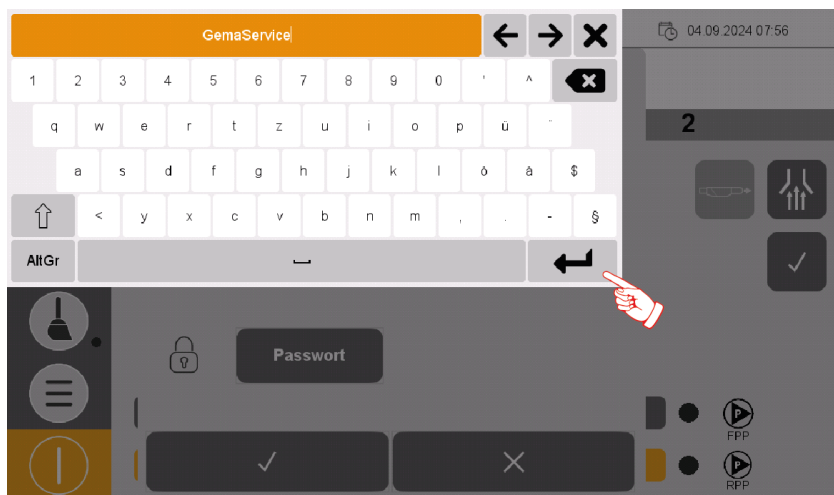 GemaService
04.09.2024 07:56
1 2 3 4 5 6 7 8 9 0 ' ^
q w e r t z u i o p ü ¨
2
a s d f g h j k l ö ä $
< y x c v b n m , . - §
AltGr
Passwort
P
FPP
P
RPP